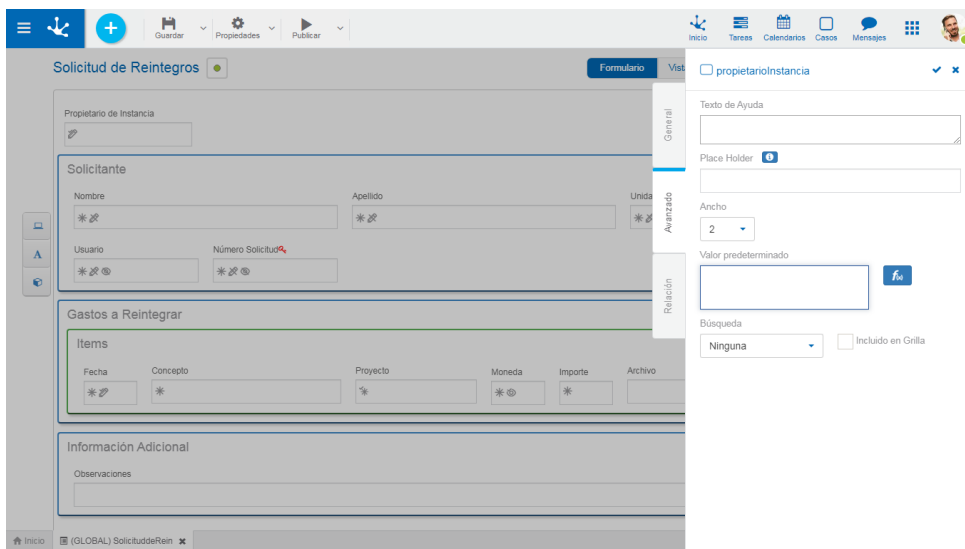 Guardar
Propiedades
Publicar
Inicio
Tareas
Calendarios
Casos
Mensajes
Solicitud de Reintegros
Formulario
Vist
propietarioInstancia
Propietario de Instancia
General
Texto de Ayuda
Place Holder
Solicitante
Nombre
Apellido
Unida
Avanzado
Ancho
2
Usuario
Número Solicitud
A
Valor predeterminado
f(x)
Relación
Gastos a Reintegrar
Búsqueda
Ninguna
Incluido en Grilla
Items
Fecha
Concepto
Proyecto
Moneda
Importe
Archivo
Información Adicional
Observaciones
Inicio
(GLOBAL) SolicituddeRein